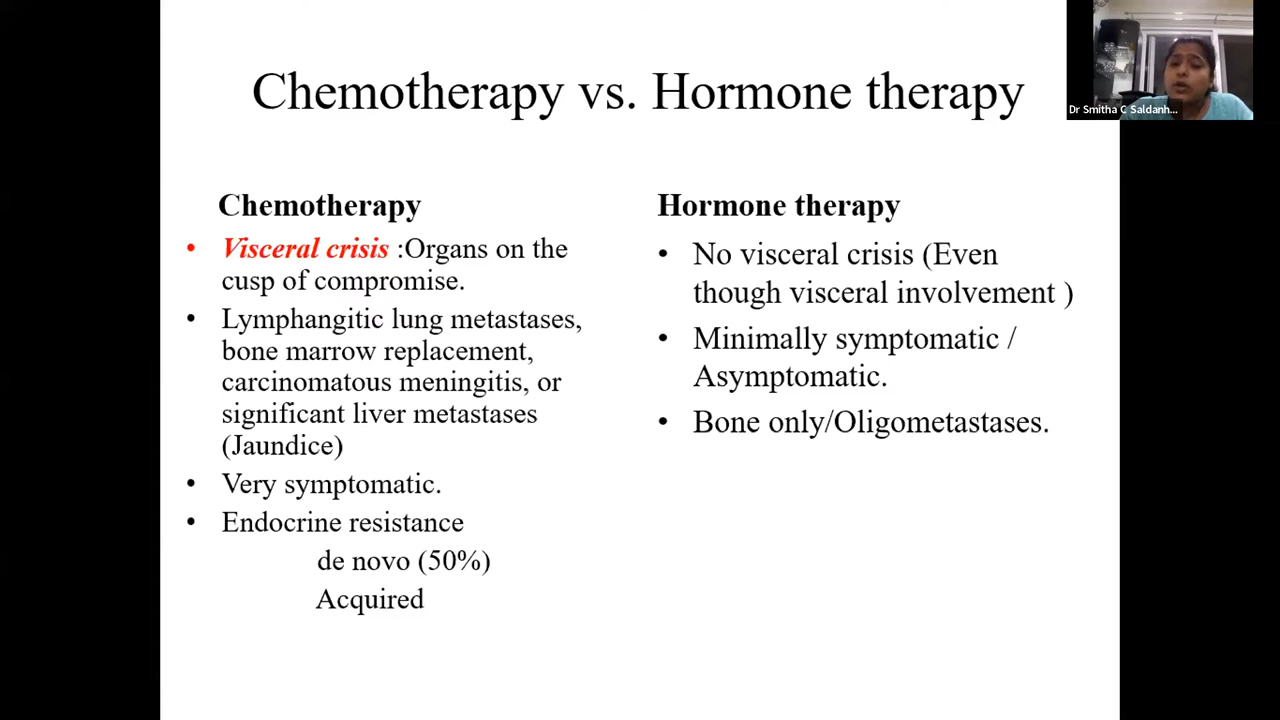 Chemotherapy vs. Hormone therapy
Dr Smitha C Saldanh...
Chemotherapy
• Visceral crisis :Organs on the
cusp of compromise.
• Lymphangitic lung metastases,
bone marrow replacement,
carcinomatous meningitis, or
significant liver metastases
(Jaundice)
• Very symptomatic.
• Endocrine resistance
de novo (50%)
Acquired
Hormone therapy
• No visceral crisis (Even
though visceral involvement )
• Minimally symptomatic /
Asymptomatic.
• Bone only/Oligometastases.